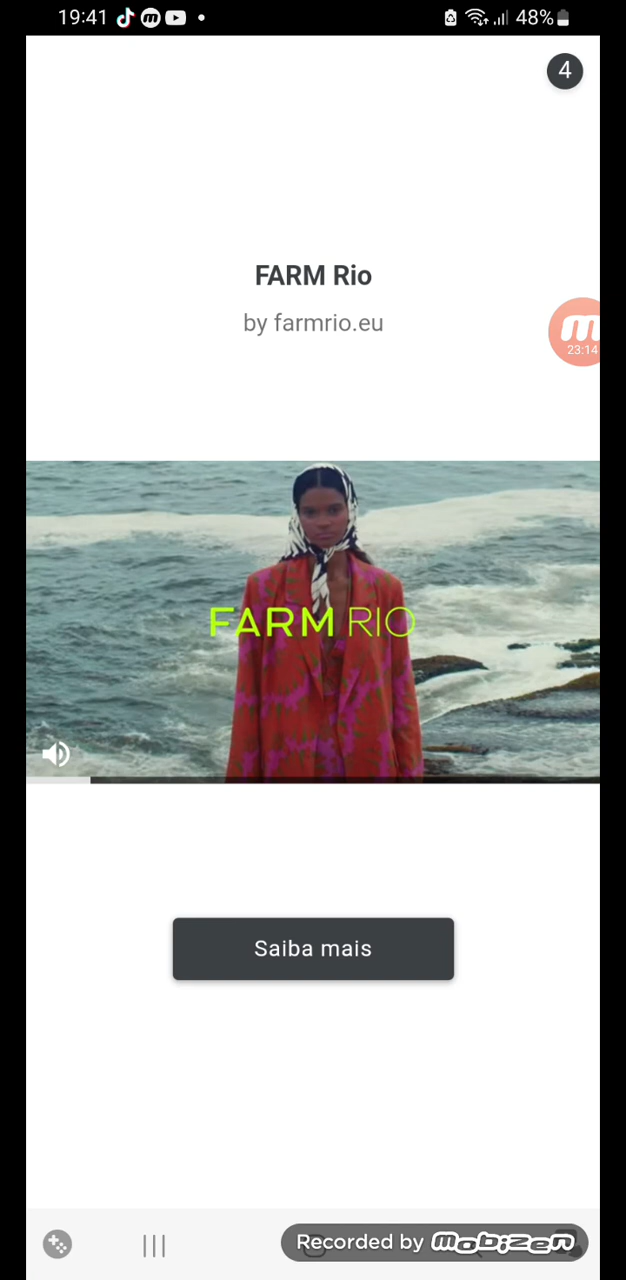 19:41
48%
4
FARM Rio
by farmrio.eu
m
23:14
FARM RIO
Saiba mais
Recorded by mobizen